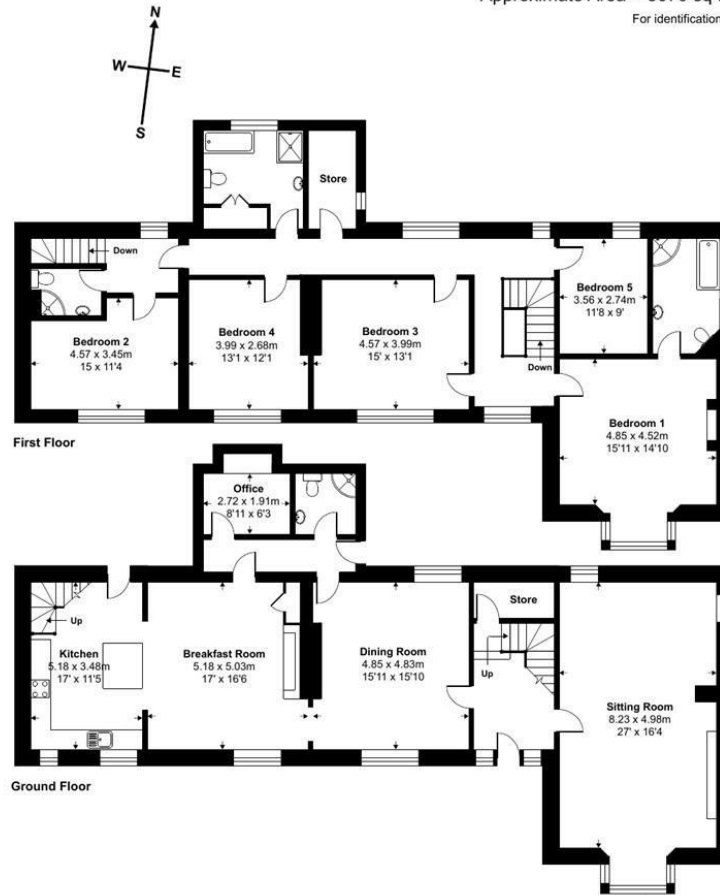 For identification
N
W E
S
Store
Down
Bedroom 5
3.56 x 2.74m
11'8 x 9'
Bedroom 2
4.57 x 3.45m
15 x 11'4
Bedroom 4
3.99 x 2.68m
13'1 x 12'1
Bedroom 3
4.57 x 3.99m
15' x 13'1
Down
Bedroom 1
4.85 x 4.52m
15'11 x 14'10
First Floor
Office
2.72 x 1.91m
8'11 x 6'3
Store
Up
Kitchen
5.18 x 3.48m
17' x 11'5
Breakfast Room
5.18 x 5.03m
17' x 16'6
Dining Room
4.85 x 4.83m
15'11 x 15'10
Up
Sitting Room
8.23 x 4.98m
27' x 16'4
Ground Floor